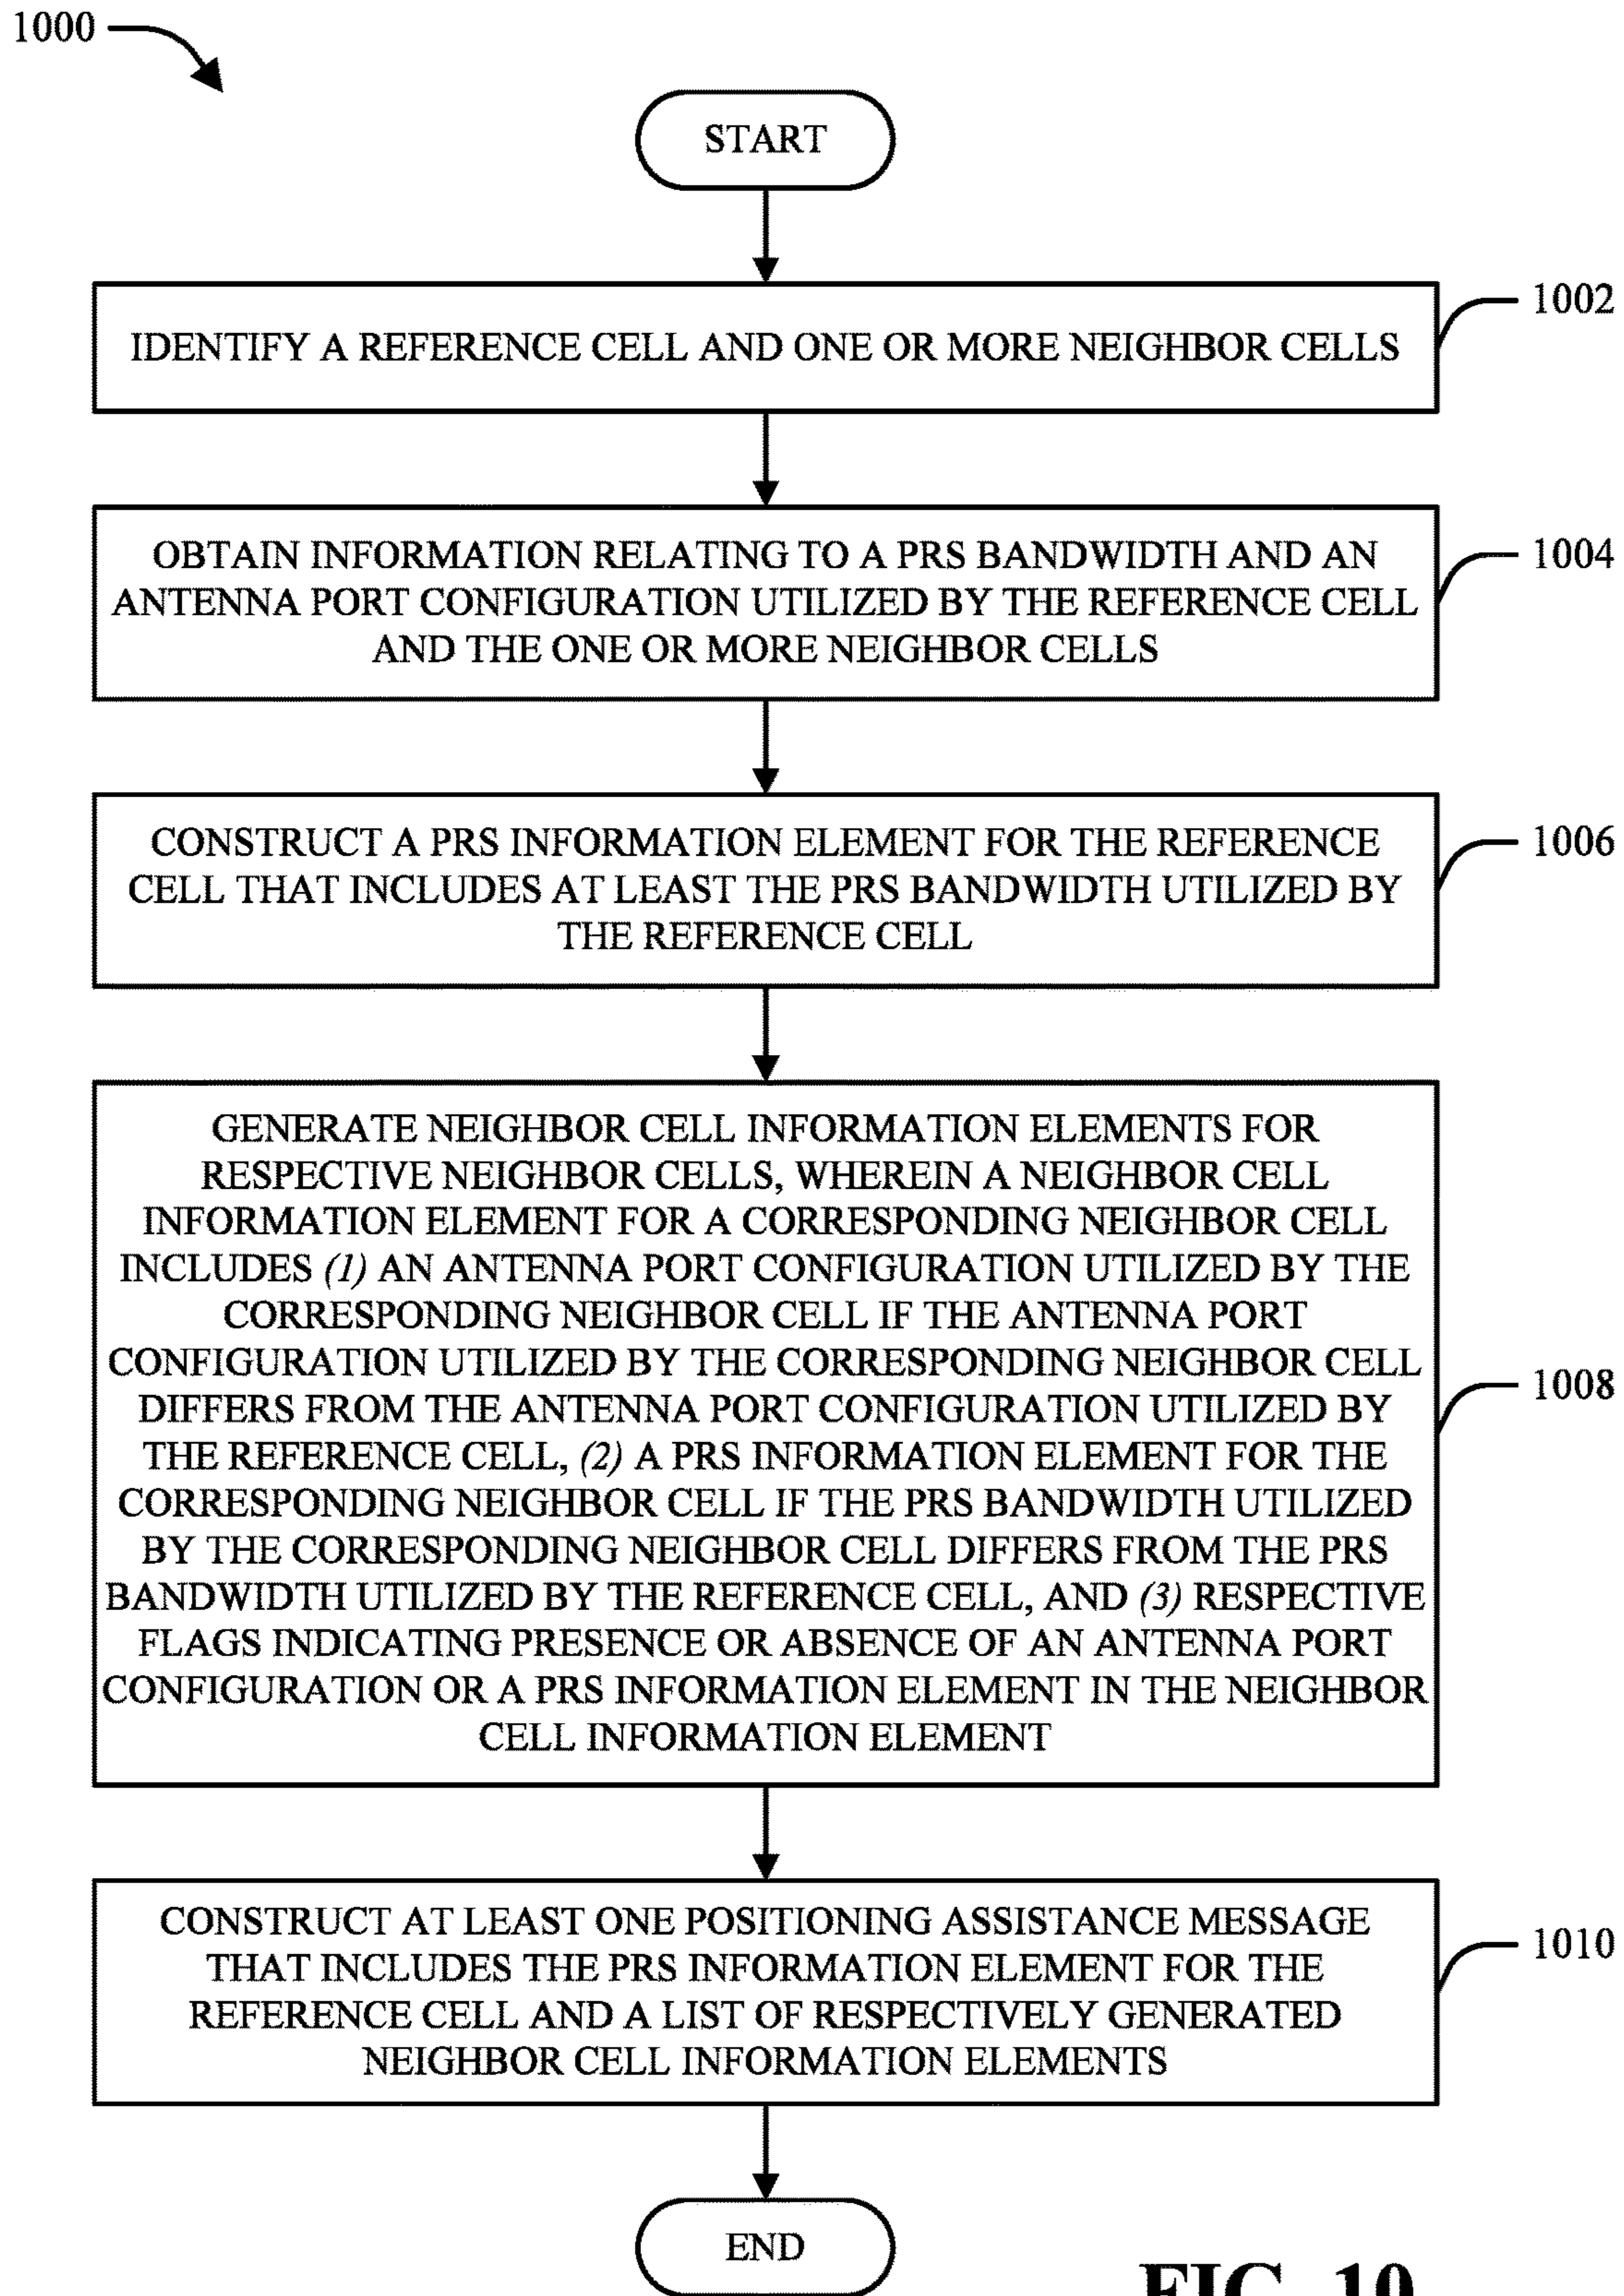 1000
START
IDENTIFY A REFERENCE CELL AND ONE OR MORE NEIGHBOR CELLS
1002
OBTAIN INFORMATION RELATING TO A PRS BANDWIDTH AND AN
ANTENNA PORT CONFIGURATION UTILIZED BY THE REFERENCE CELL
AND THE ONE OR MORE NEIGHBOR CELLS
1004
CONSTRUCT A PRS INFORMATION ELEMENT FOR THE REFERENCE
CELL THAT INCLUDES AT LEAST THE PRS BANDWIDTH UTILIZED BY
THE REFERENCE CELL
1006
GENERATE NEIGHBOR CELL INFORMATION ELEMENTS FOR
RESPECTIVE NEIGHBOR CELLS, WHEREIN A NEIGHBOR CELL
INFORMATION ELEMENT FOR A CORRESPONDING NEIGHBOR CELL
INCLUDES (1) AN ANTENNA PORT CONFIGURATION UTILIZED BY THE
CORRESPONDING NEIGHBOR CELL IF THE ANTENNA PORT
CONFIGURATION UTILIZED BY THE CORRESPONDING NEIGHBOR CELL
DIFFERS FROM THE ANTENNA PORT CONFIGURATION UTILIZED BY
THE REFERENCE CELL, (2) A PRS INFORMATION ELEMENT FOR THE
CORRESPONDING NEIGHBOR CELL IF THE PRS BANDWIDTH UTILIZED
BY THE CORRESPONDING NEIGHBOR CELL DIFFERS FROM THE PRS
BANDWIDTH UTILIZED BY THE REFERENCE CELL, AND (3) RESPECTIVE
FLAGS INDICATING PRESENCE OR ABSENCE OF AN ANTENNA PORT
CONFIGURATION OR A PRS INFORMATION ELEMENT IN THE NEIGHBOR
CELL INFORMATION ELEMENT
1008
CONSTRUCT AT LEAST ONE POSITIONING ASSISTANCE MESSAGE
THAT INCLUDES THE PRS INFORMATION ELEMENT FOR THE
REFERENCE CELL AND A LIST OF RESPECTIVELY GENERATED
NEIGHBOR CELL INFORMATION ELEMENTS
1010
END
FIG. 10